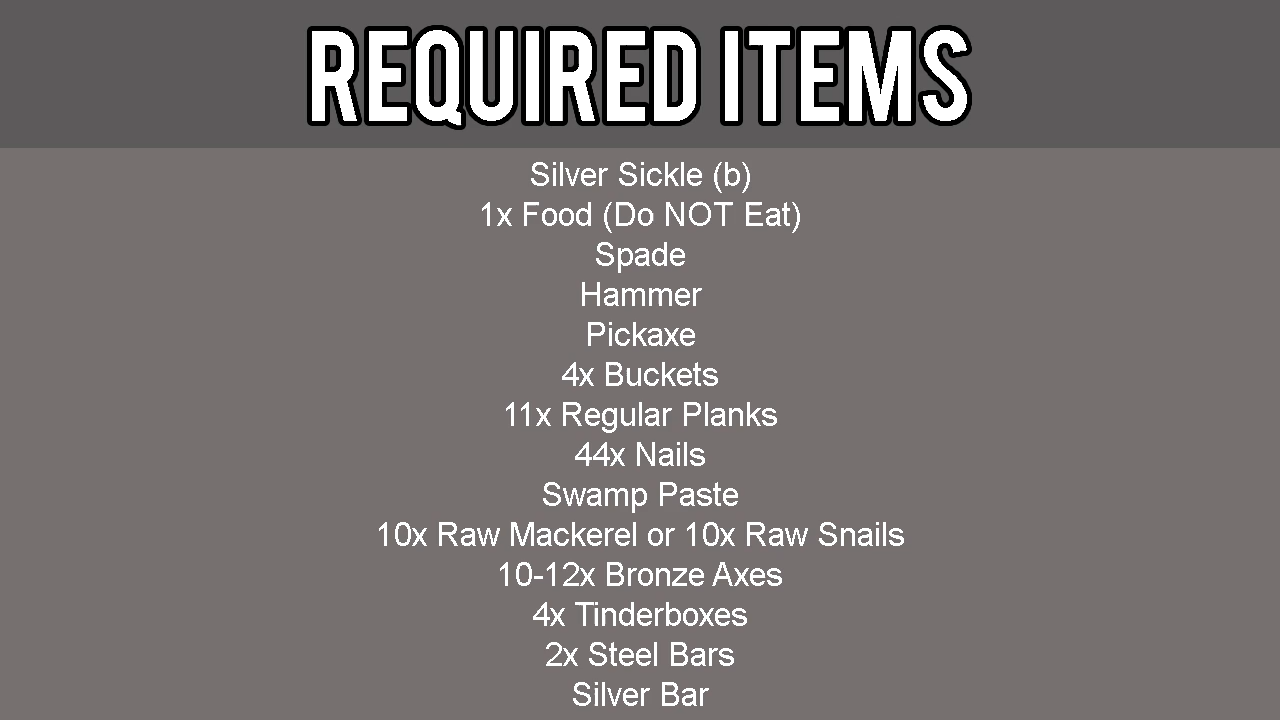 REQUIRED ITEMS
Silver Sickle (b)
1x Food (Do NOT Eat)
Spade
Hammer
Pickaxe
4x Buckets
11x Regular Planks
44x Nails
Swamp Paste
10x Raw Mackerel or 10x Raw Snails
10-12x Bronze Axes
4x Tinderboxes
2x Steel Bars
Silver Bar